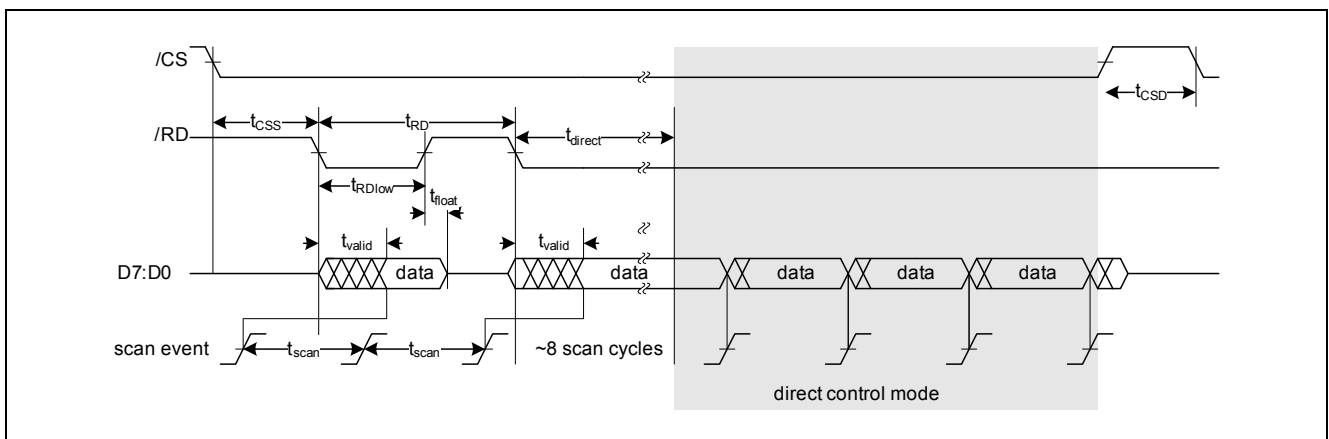 /CS
tCSD
tCSS
tRD
/RD
tdirect
tRDlow
tfloat
tvalid
tvalid
D7:D0
data
data
data
data
data
scan event
tscan
tscan
~8 scan cycles
direct control mode